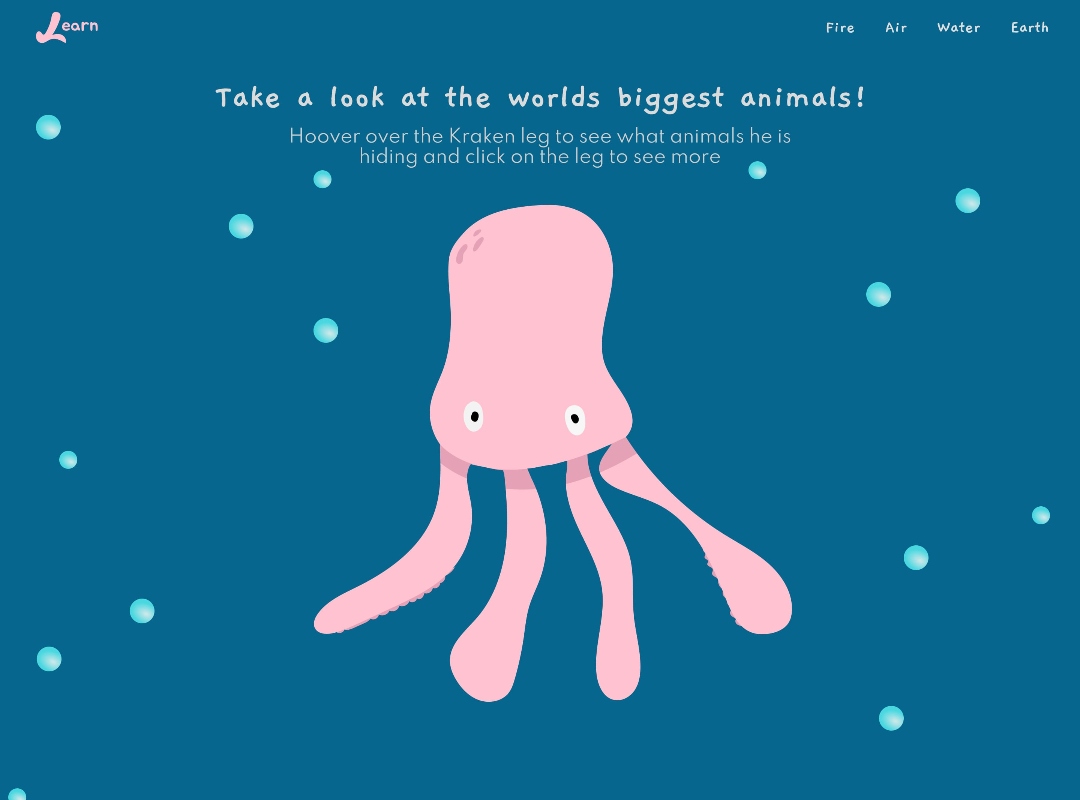 Learn
Fire Air Water Earth
Take a look at the worlds biggest animals!
Hoover over the Kraken leg to see what animals he is
hiding and click on the leg to see more